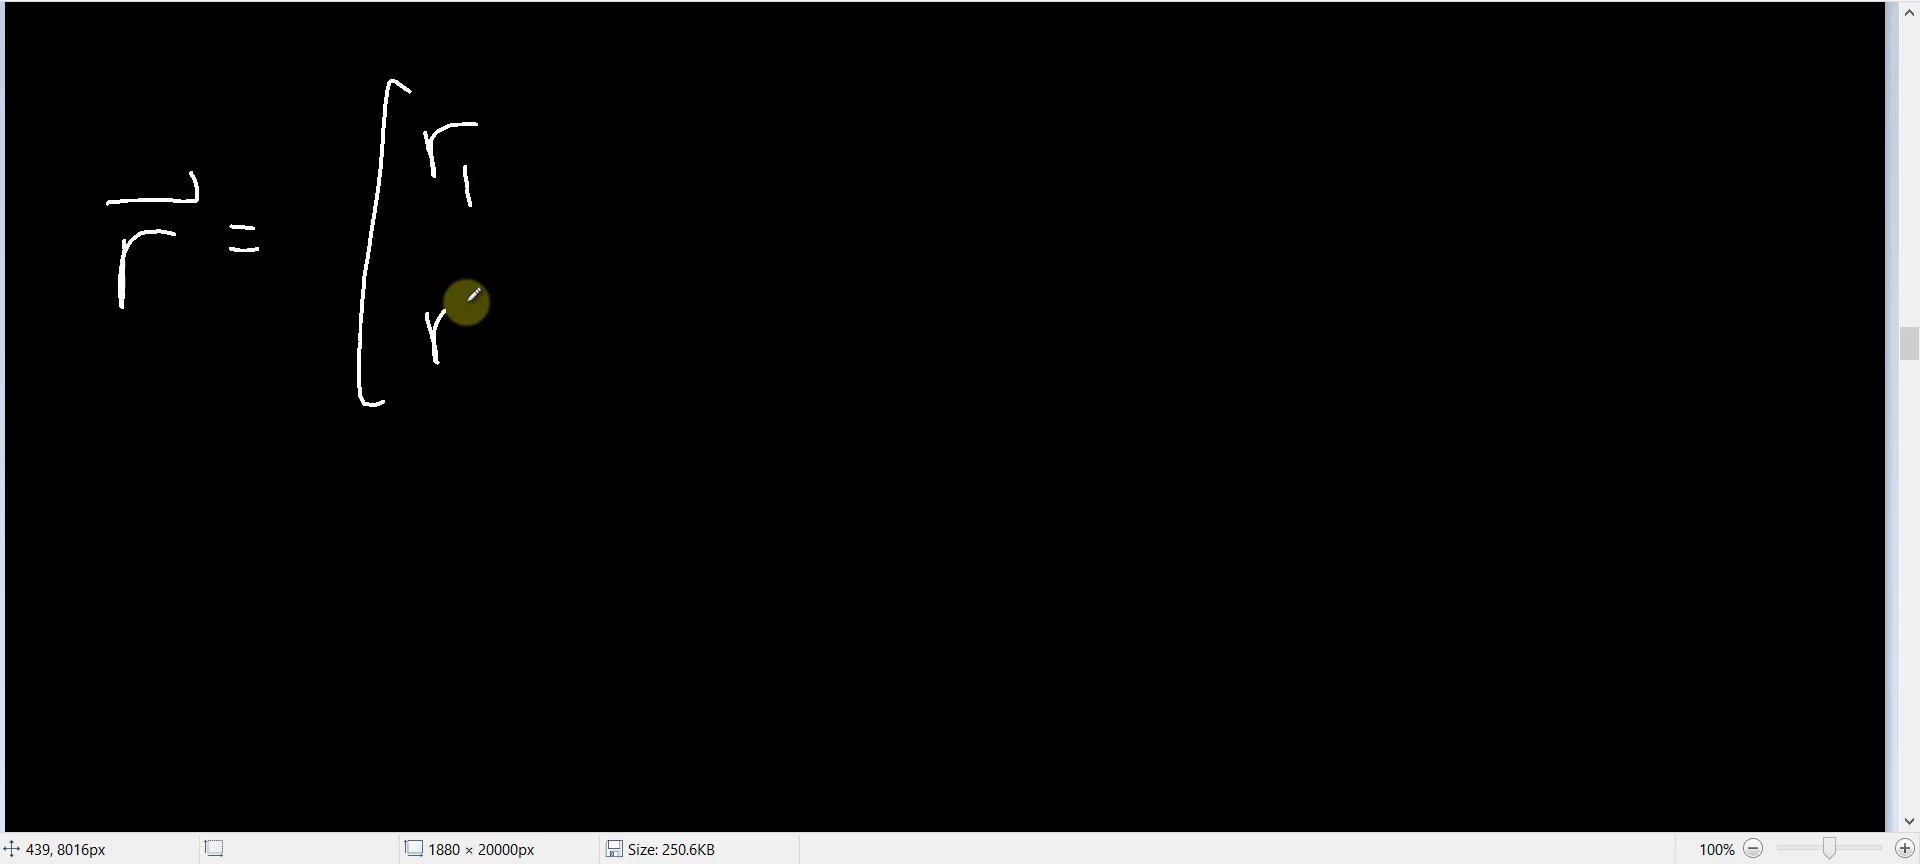 r⃗ = [ r₁
r
439, 8016px 1880 × 20000px Size: 250.6KB 100%